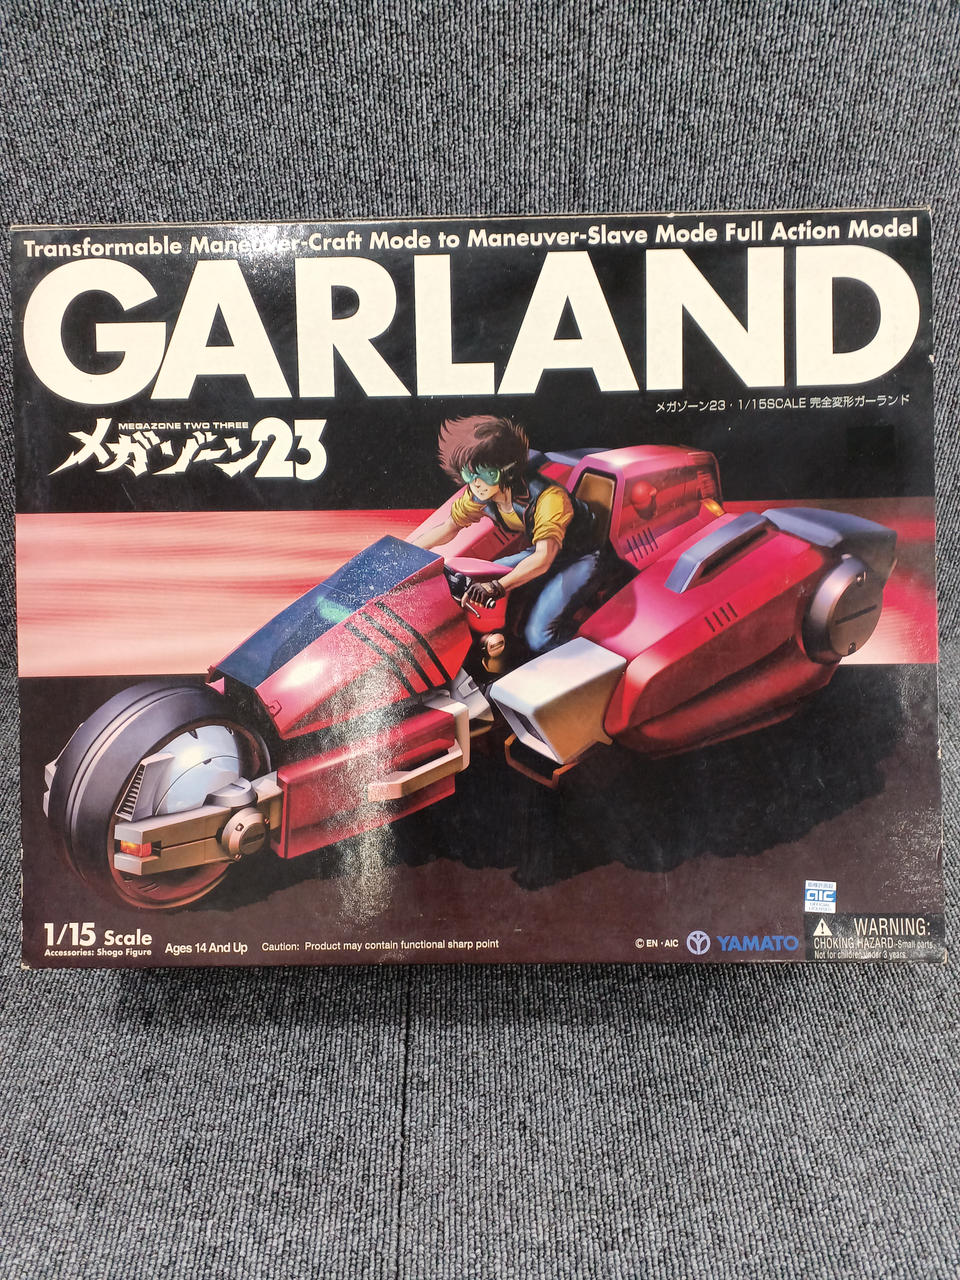 Transformable Maneuver-Craft Mode to Maneuver-Slave Mode Full Action Model
GARLAND
メガゾーン23・1/15SCALE 完全変形ガーランド
MEGAZONE TWO THREE
メガゾーン23
1/15 Scale
Accessories: Shogo Figure
Ages 14 And Up
Caution: Product may contain functional sharp point
© EN・AIC
YAMATO
aic
OFFICIAL
LICENSED
WARNING:
CHOKING HAZARD -Small parts
Not for children under 3 years.